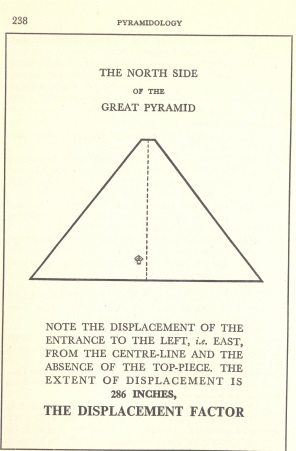 238
PYRAMIDOLOGY
THE NORTH SIDE
OF THE
GREAT PYRAMID
NOTE THE DISPLACEMENT OF THE
ENTRANCE TO THE LEFT, i.e. EAST,
FROM THE CENTRE-LINE AND THE
ABSENCE OF THE TOP-PIECE. THE
EXTENT OF DISPLACEMENT IS
286 INCHES,
THE DISPLACEMENT FACTOR